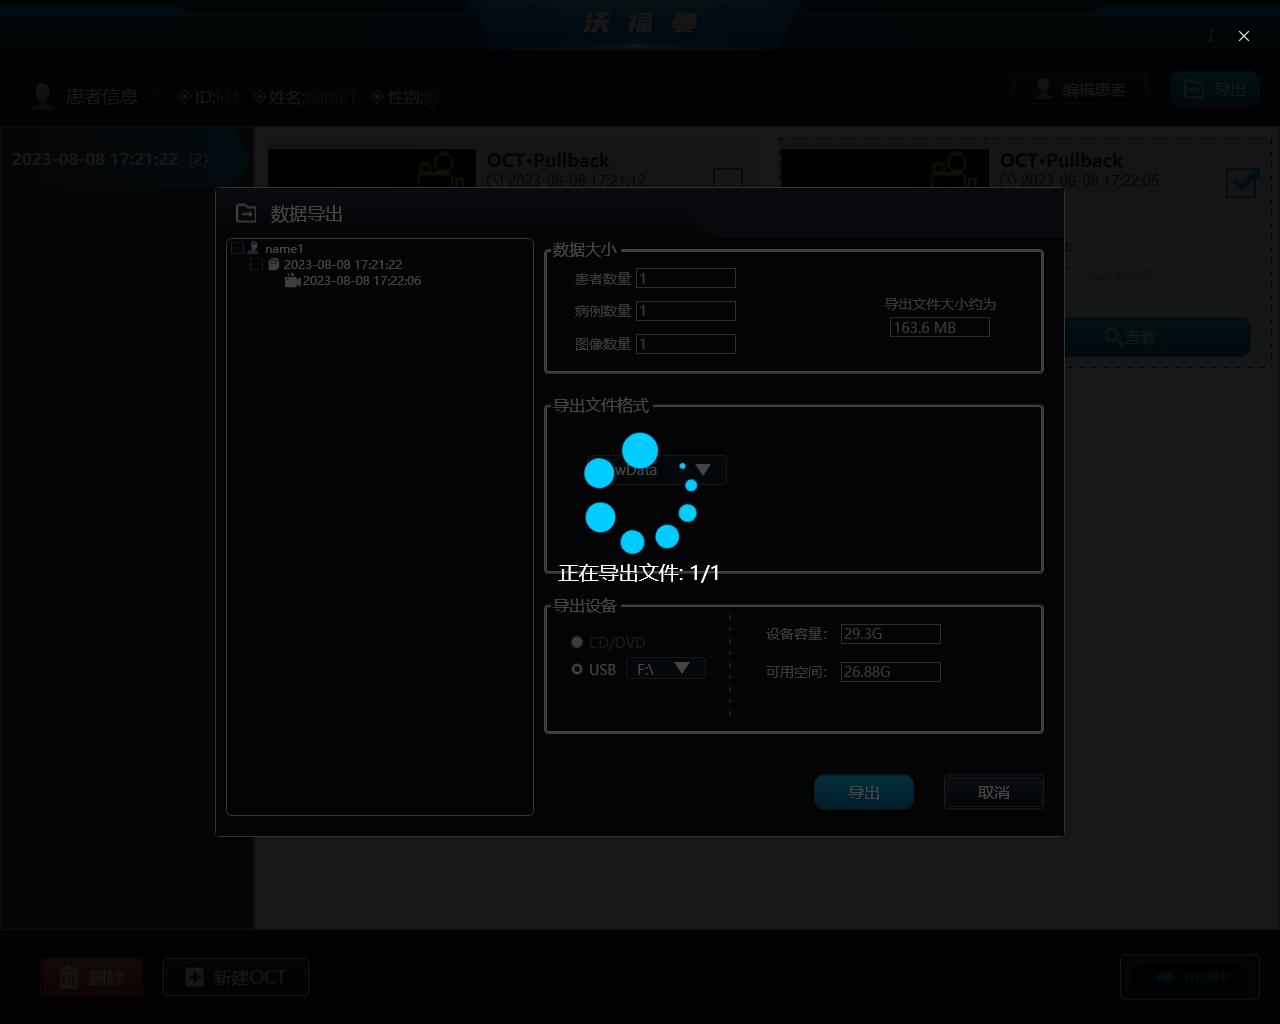 沃福曼
患者信息 ID:id1 姓名:name1 性别:男 编辑患者 导出
2023-08-08 17:21:22 (2)
OCT•Pullback
2023-08-08 17:21:12
OCT•Pullback
2023-08-08 17:22:06
查看
数据导出
name1
2023-08-08 17:21:22
2023-08-08 17:22:06
数据大小
患者数量 1
病例数量 1
图像数量 1
导出文件大小约为
163.6 MB
导出文件格式
wData
正在导出文件: 1/1
导出设备
CD/DVD
USB F:\
设备容量: 29.3G
可用空间: 26.88G
导出 取消
删除 新建OCT HOME